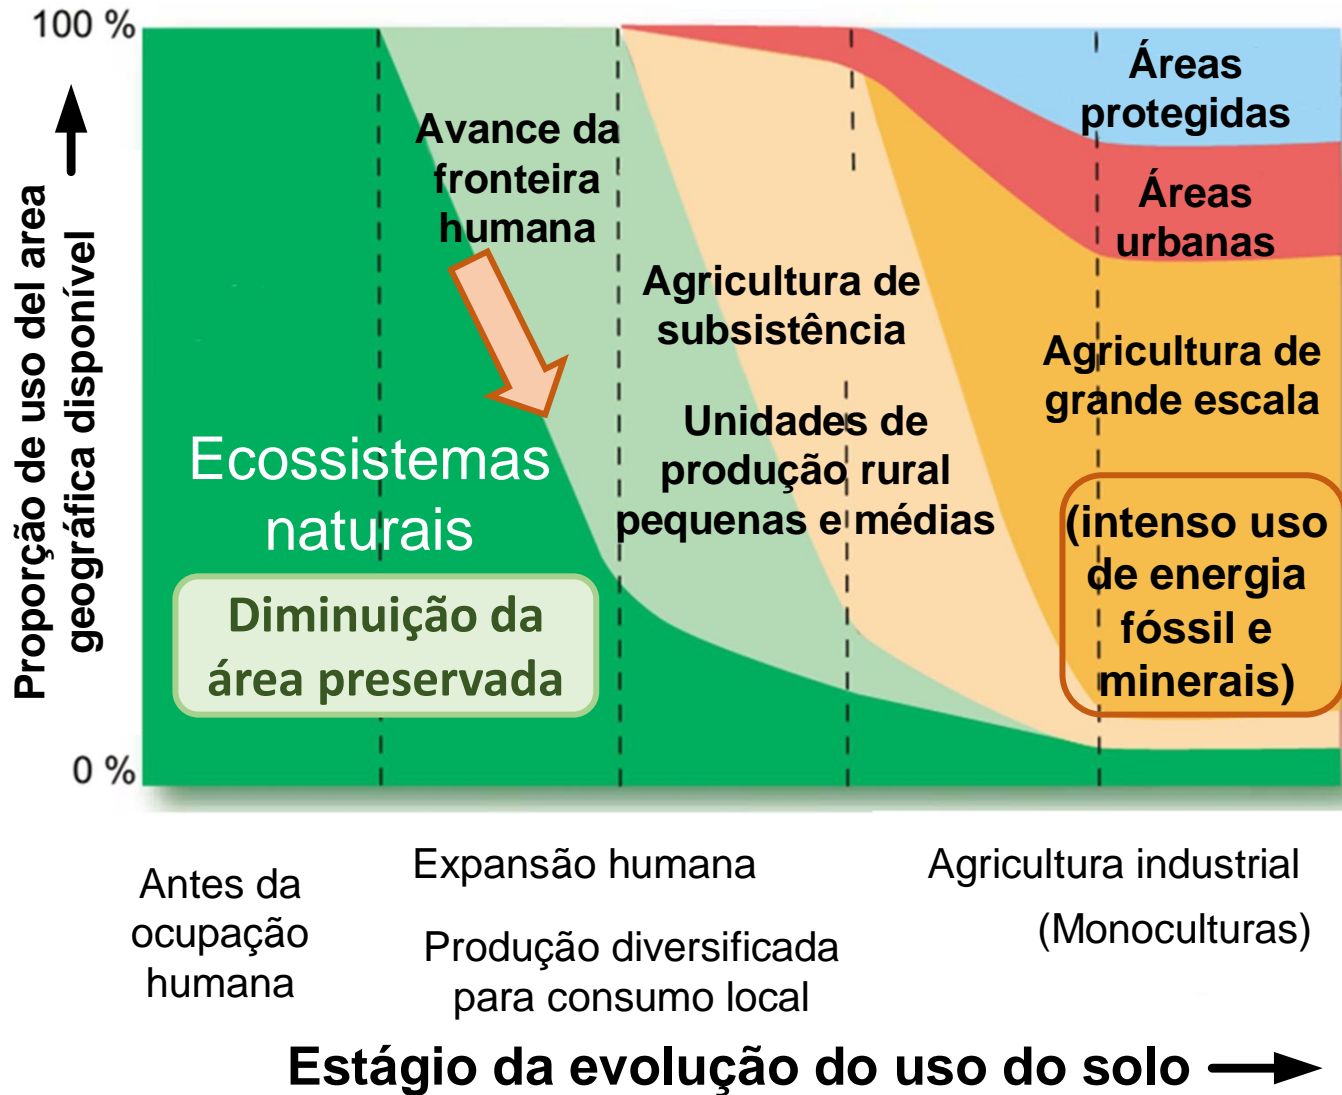 100 %
Proporção de uso del area
geográfica disponível
0 %
Avance da
fronteira
humana
Ecossistemas
naturais
Diminuição da
área preservada
Agricultura de
subsistência
Unidades de
produção rural
pequenas e médias
Áreas
protegidas
Áreas
urbanas
Agricultura de
grande escala
(intenso uso
de energia
fóssil e
minerais)
Antes da
ocupação
humana
Expansão humana
Produção diversificada
para consumo local
Agricultura industrial
(Monoculturas)
Estágio da evolução do uso do solo